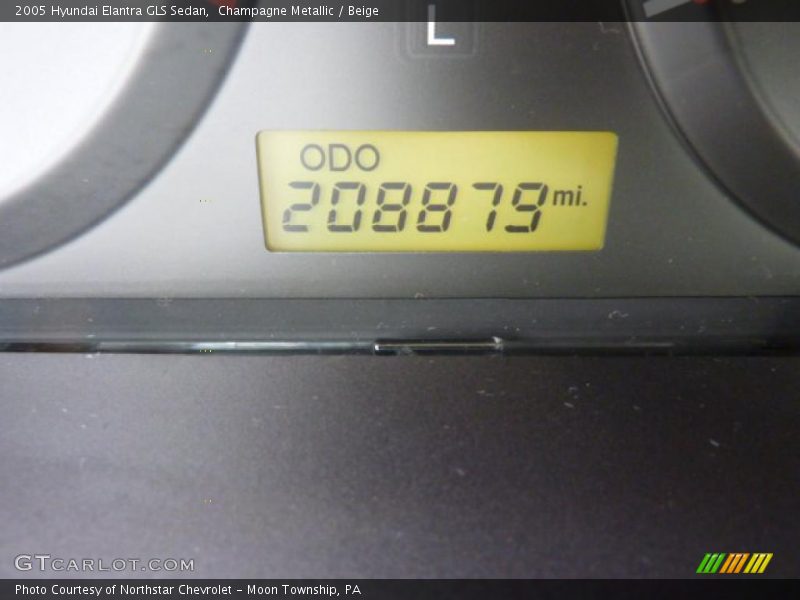 2005 Hyundai Elantra GLS Sedan,  Champagne Metallic / Beige
L
ODO
208879 mi.
GTCARLOT.COM
Photo Courtesy of Northstar Chevrolet - Moon Township, PA